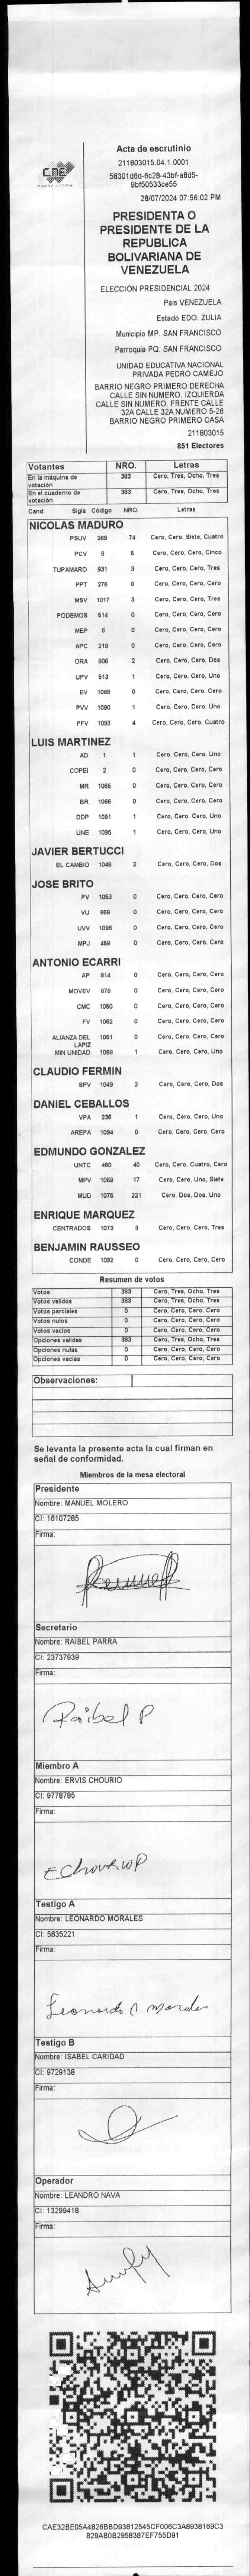 CNE
Acta de escrutinio
211803015.04.1.0001
58301d6d-6c28-43bf-a8d5-
9bf50533ce55
28/07/2024 07:56:02 PM
PRESIDENTA O
PRESIDENTE DE LA
REPUBLICA
BOLIVARIANA DE
VENEZUELA
ELECCIÓN PRESIDENCIAL 2024
Pais VENEZUELA
Estado EDO. ZULIA
Municipio MP. SAN FRANCISCO
Parroquia PQ. SAN FRANCISCO
UNIDAD EDUCATIVA NACIONAL
PRIVADA PEDRO CAMEJO
BARRIO NEGRO PRIMERO DERECHA
CALLE SIN NUMERO. IZQUIERDA
CALLE SIN NUMERO. FRENTE CALLE
32A CALLE 32A NUMERO 5-26
BARRIO NEGRO PRIMERO CASA
211803015
851 Electores
Votantes NRO. Letras
En la máquina de votación 383 Cero, Tres, Ocho, Tres
En el cuaderno de votación 383 Cero, Tres, Ocho, Tres
Cand. Sigla Código NRO. Letras
NICOLAS MADURO
PSUV 269 74 Cero, Cero, Siete, Cuatro
PCV 9 5 Cero, Cero, Cero, Cinco
TUPAMARO 931 3 Cero, Cero, Cero, Tres
PPT 276 0 Cero, Cero, Cero, Cero
MSV 1017 3 Cero, Cero, Cero, Tres
PODEMOS 514 0 Cero, Cero, Cero, Cero
MEP 6 0 Cero, Cero, Cero, Cero
APC 219 0 Cero, Cero, Cero, Cero
ORA 906 2 Cero, Cero, Cero, Dos
UPV 613 1 Cero, Cero, Cero, Uno
EV 1089 0 Cero, Cero, Cero, Cero
PVV 1090 1 Cero, Cero, Cero, Uno
PFV 1093 4 Cero, Cero, Cero, Cuatro
LUIS MARTINEZ
AD 1 1 Cero, Cero, Cero, Uno
COPEI 2 0 Cero, Cero, Cero, Cero
MR 1065 0 Cero, Cero, Cero, Cero
BR 1066 0 Cero, Cero, Cero, Cero
DDP 1091 1 Cero, Cero, Cero, Uno
UNE 1095 1 Cero, Cero, Cero, Uno
JAVIER BERTUCCI
EL CAMBIO 1048 2 Cero, Cero, Cero, Dos
JOSE BRITO
PV 1053 0 Cero, Cero, Cero, Cero
VU 868 0 Cero, Cero, Cero, Cero
UVV 1096 0 Cero, Cero, Cero, Cero
MPJ 468 0 Cero, Cero, Cero, Cero
ANTONIO ECARRI
AP 814 0 Cero, Cero, Cero, Cero
MOVEV 878 0 Cero, Cero, Cero, Cero
CMC 1050 0 Cero, Cero, Cero, Cero
FV 1062 0 Cero, Cero, Cero, Cero
ALIANZA DEL LAPIZ 1051 0 Cero, Cero, Cero, Cero
MIN UNIDAD 1088 1 Cero, Cero, Cero, Uno
CLAUDIO FERMIN
SPV 1049 2 Cero, Cero, Cero, Dos
DANIEL CEBALLOS
VPA 236 1 Cero, Cero, Cero, Uno
AREPA 1094 0 Cero, Cero, Cero, Cero
EDMUNDO GONZALEZ
UNTC 460 40 Cero, Cero, Cuatro, Cero
MPV 1069 17 Cero, Cero, Uno, Siete
MUD 1075 221 Cero, Dos, Dos, Uno
ENRIQUE MARQUEZ
CENTRADOS 1073 3 Cero, Cero, Cero, Tres
BENJAMIN RAUSSEO
CONDE 1092 0 Cero, Cero, Cero, Cero
Resumen de votos
Votos 383 Cero, Tres, Ocho, Tres
Votos validos 383 Cero, Tres, Ocho, Tres
Votos parciales 0 Cero, Cero, Cero, Cero
Votos nulos 0 Cero, Cero, Cero, Cero
Votos vacios 0 Cero, Cero, Cero, Cero
Opciones validas 383 Cero, Tres, Ocho, Tres
Opciones nulas 0 Cero, Cero, Cero, Cero
Opciones vacias 0 Cero, Cero, Cero, Cero
Observaciones:
Se levanta la presente acta la cual firman en
señal de conformidad.
Miembros de la mesa electoral
Presidente
Nombre: MANUEL MOLERO
CI: 16107285
Firma:
Secretario
Nombre: RAIBEL PARRA
CI: 23737939
Firma:
Raibel P
Miembro A
Nombre: ERVIS CHOURIO
CI: 9778785
Firma:
EChourioP
Testigo A
Nombre: LEONARDO MORALES
CI: 5835221
Firma:
Leonardo Morales
Testigo B
Nombre: ISABEL CARIDAD
CI: 9729138
Firma:
Operador
Nombre: LEANDRO NAVA
CI: 13299418
Firma:
CAE32BE05A4826BBD93812545CF006C3A8938169C3
829AB0B2958387EF755D91